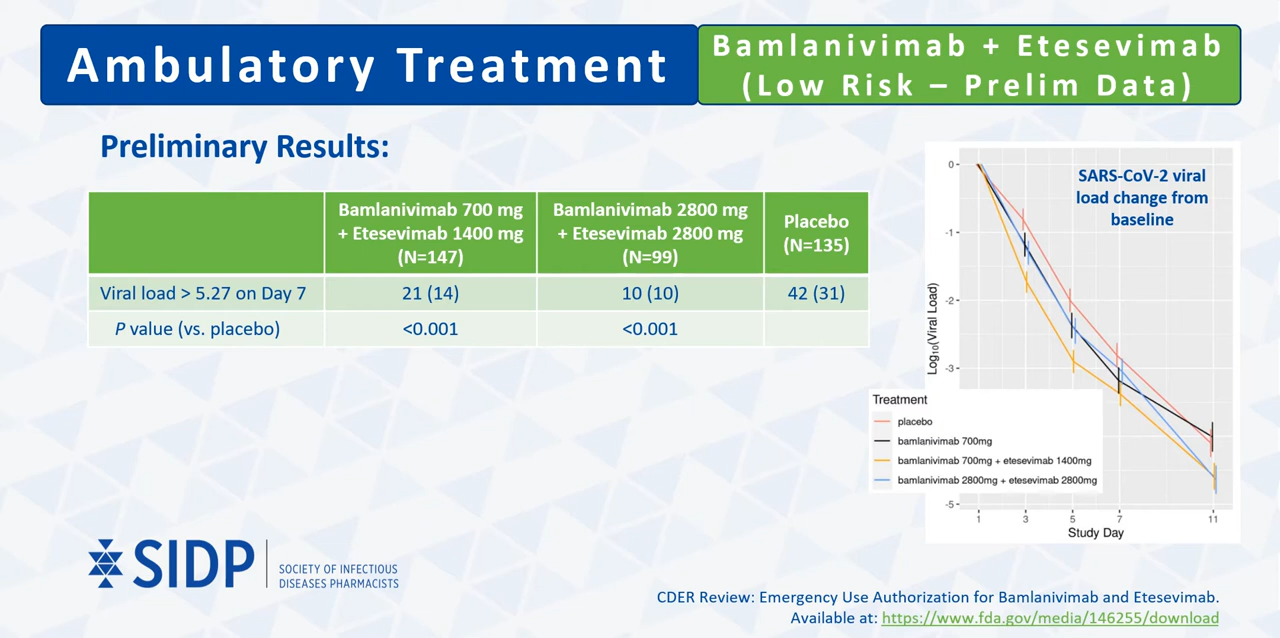 Ambulatory Treatment
Bamlanivimab + Etesevimab
(Low Risk – Prelim Data)
Preliminary Results:
Bamlanivimab 700 mg
+ Etesevimab 1400 mg
(N=147)
Bamlanivimab 2800 mg
+ Etesevimab 2800 mg
(N=99)
Placebo
(N=135)
Viral load > 5.27 on Day 7
21 (14)
10 (10)
42 (31)
P value (vs. placebo)
<0.001
<0.001
SARS-CoV-2 viral
load change from
baseline
Log10(Viral Load)
0
-1
-2
-3
-5
1
3
5
7
11
Study Day
Treatment
placebo
bamlanivimab 700mg
bamlanivimab 700mg + etesevimab 1400mg
bamlanivimab 2800mg + etesevimab 2800mg
SIDP
SOCIETY OF INFECTIOUS
DISEASES PHARMACISTS
CDER Review: Emergency Use Authorization for Bamlanivimab and Etesevimab.
Available at: https://www.fda.gov/media/146255/download